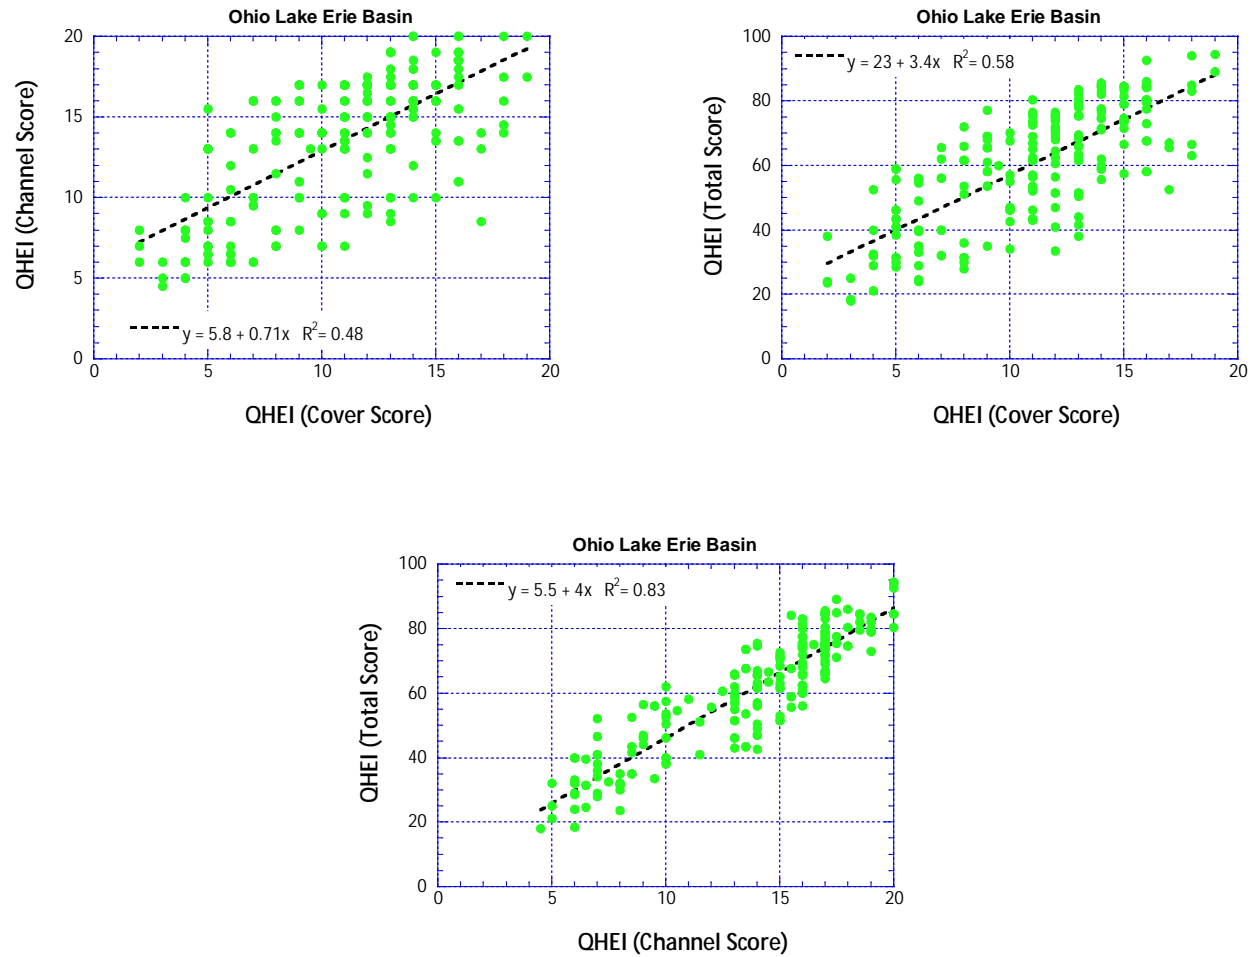 Ohio Lake Erie Basin
20
15
10
5
0
QHEI (Channel Score)
y = 5.8 + 0.71x R²= 0.48
0 5 10 15 20
QHEI (Cover Score)
Ohio Lake Erie Basin
100
80
60
40
20
0
QHEI (Total Score)
y = 23 + 3.4x R²= 0.58
0 5 10 15 20
QHEI (Cover Score)
Ohio Lake Erie Basin
100
80
60
40
20
0
QHEI (Total Score)
y = 5.5 + 4x R²= 0.83
0 5 10 15 20
QHEI (Channel Score)